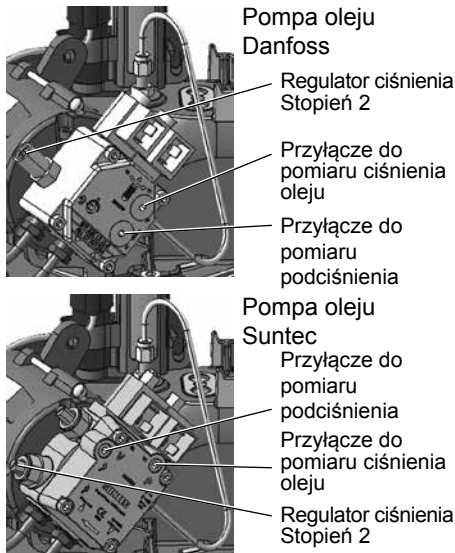 Pompa oleju
Danfoss
Regulator ciśnienia
Stopień 2
Przyłącze do
pomiaru ciśnienia
oleju
Przyłącze do
pomiaru
podciśnienia
Pompa oleju
Suntec
Przyłącze do
pomiaru
podciśnienia
Przyłącze do
pomiaru ciśnienia
oleju
Regulator ciśnienia
Stopień 2